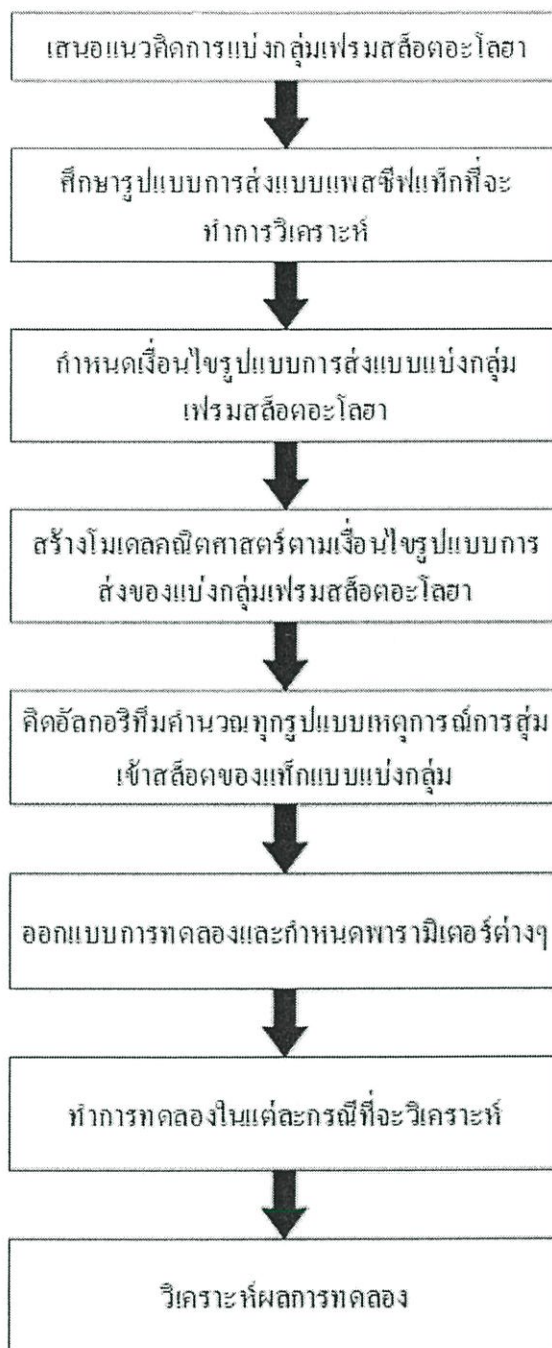 เสนอแนวคิดการแบ่งกลุ่มเฟรมสล็อตอะโลฮา
ศึกษารูปแบบการส่งแบบแพสซีฟแท็กที่จะ
ทำการวิเคราะห์
กำหนดเงื่อนไขรูปแบบการส่งแบบแบ่งกลุ่ม
เฟรมสล็อตอะโลฮา
สร้างโมเดลคณิตศาสตร์ตามเงื่อนไขรูปแบบการ
ส่งของแบ่งกลุ่มเฟรมสล็อตอะโลฮา
คิดอัลกอริทึมคำนวณทุกรูปแบบเหตุการณ์การสุ่ม
เข้าสล็อตของแท็กแบบแบ่งกลุ่ม
ออกแบบการทดลองและกำหนดพารามิเตอร์ต่างๆ
ทำการทดลองในแต่ละกรณีที่จะวิเคราะห์
วิเคราะห์ผลการทดลอง